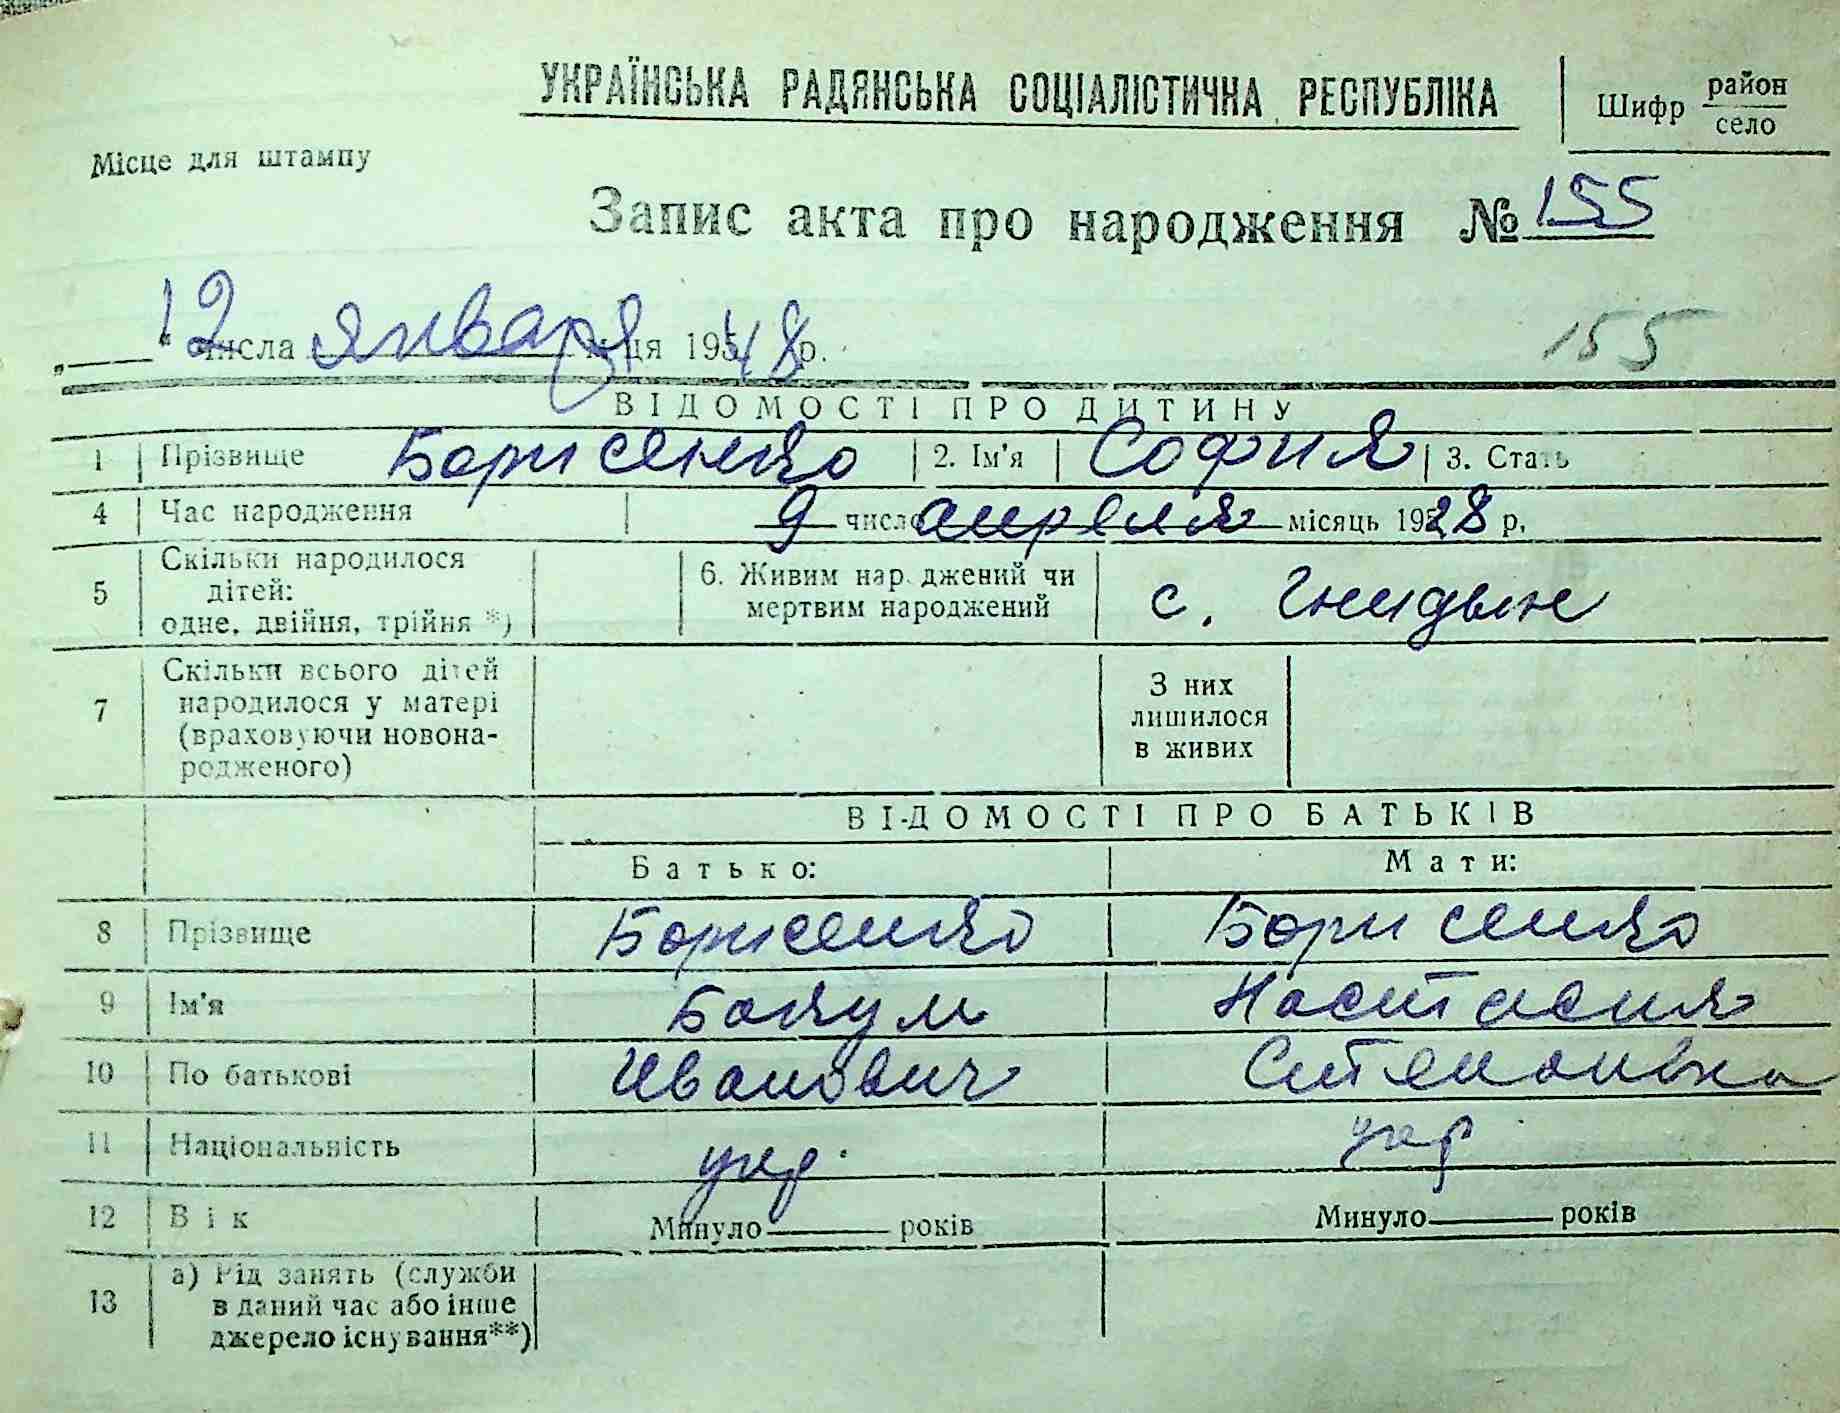 УКРАЇНСЬКА РАДЯНСЬКА СОЦІАЛІСТИЧНА РЕСПУБЛІКА
Шифр район
село
Місце для штампу
Запис акта про народження № 155
„ 12 " числа января місяця 1948 р.
155
ВІДОМОСТІ ПРО ДИТИНУ
1 Прізвище Борисенко 2. Ім'я София 3. Стать
4 Час народження 9 число апреля місяць 1928 р.
5 Скільки народилося дітей: одне, двійня, трійня *) 6. Живим народжений чи мертвим народжений с. Гнидын
7 Скільки всього дітей народилося у матері (враховуючи новонародженого) З них лишилося в живих
ВІДОМОСТІ ПРО БАТЬКІВ
Батько: Мати:
8 Прізвище Борисенко Борисенко
9 Ім'я Бакум Настасия
10 По батькові Иванович Степановна
11 Національність укр. укр.
12 Вік Минуло років Минуло років
13 а) Рід занять (служби в даний час або інше джерело існування**)